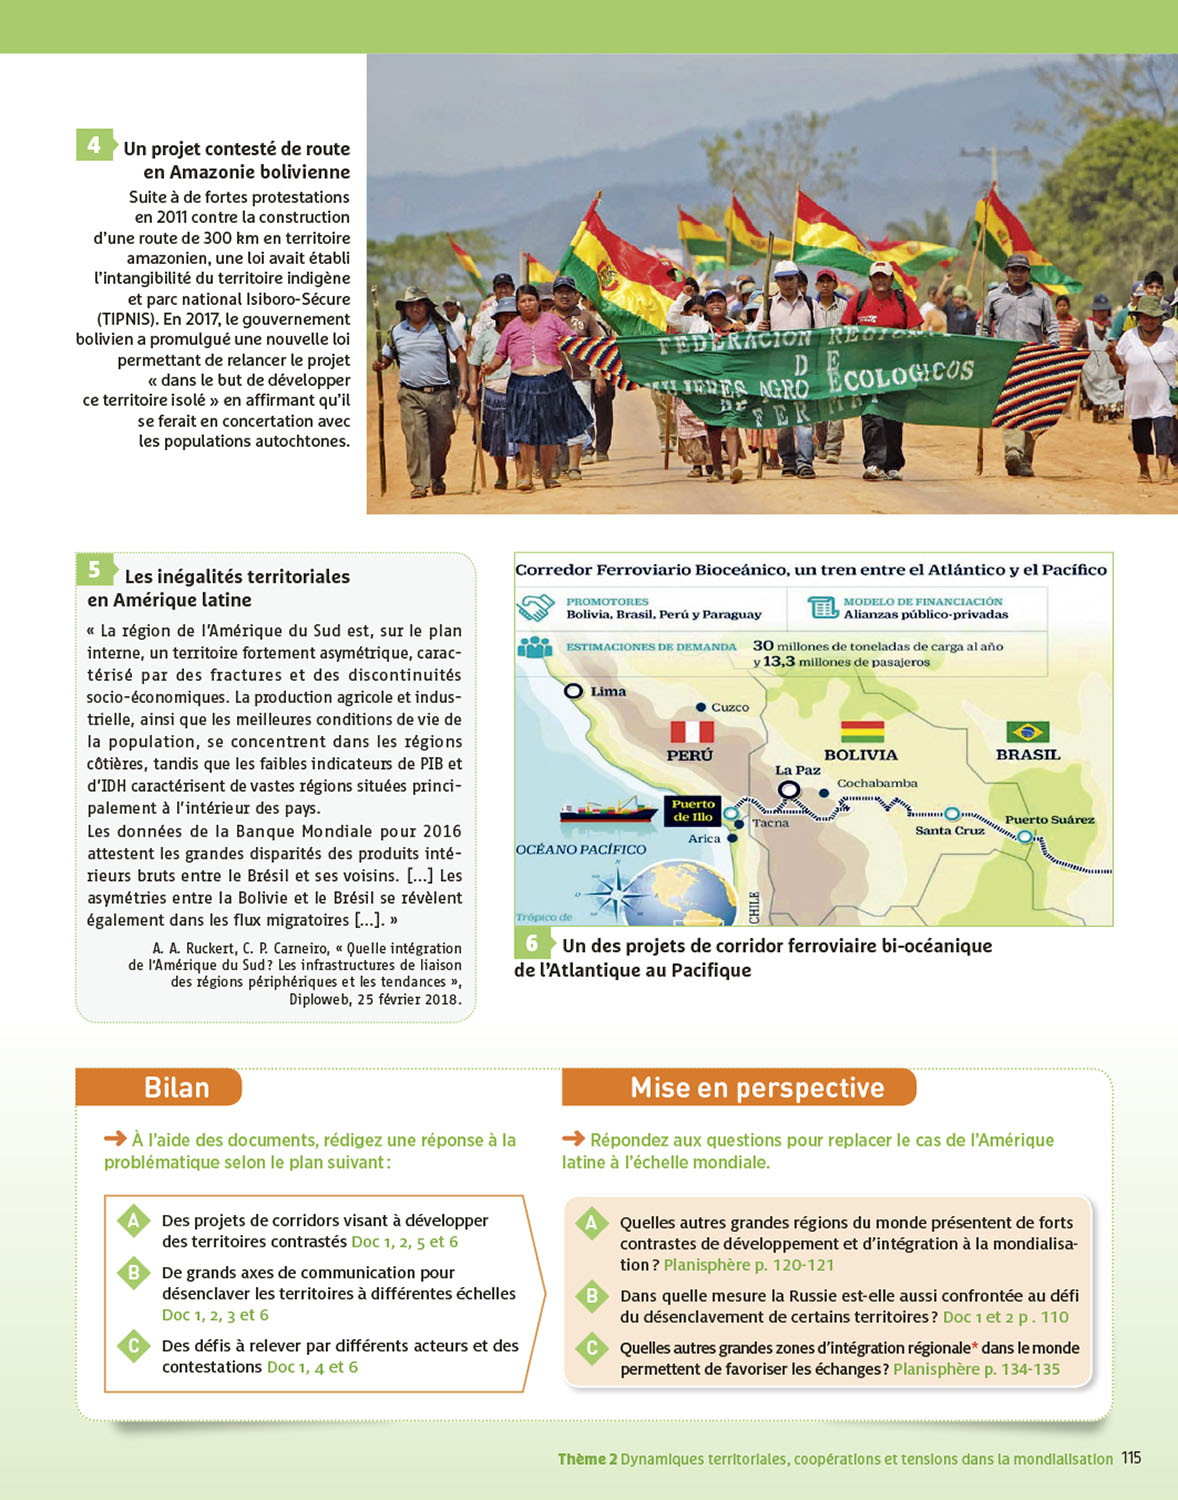 4 Un projet contesté de route
en Amazonie bolivienne
Suite à de fortes protestations
en 2011 contre la construction
d'une route de 300 km en territoire
amazonien, une loi avait établi
l'intangibilité du territoire indigène
et parc national Isiboro-Sécure
(TIPNIS). En 2017, le gouvernement
bolivien a promulgué une nouvelle loi
permettant de relancer le projet
« dans le but de développer
ce territoire isolé » en affirmant qu'il
se ferait en concertation avec
les populations autochtones.
FEDERACION
DE
ECOLOGICOS
AGRO
5 Les inégalités territoriales
en Amérique latine
« La région de l'Amérique du Sud est, sur le plan
interne, un territoire fortement asymétrique, carac-
térisé par des fractures et des discontinuités
socio-économiques. La production agricole et indus-
trielle, ainsi que les meilleures conditions de vie de
la population, se concentrent dans les régions
côtières, tandis que les faibles indicateurs de PIB et
d'IDH caractérisent de vastes régions situées princi-
palement à l'intérieur des pays.
Les données de la Banque Mondiale pour 2016
attestent les grandes disparités des produits inté-
rieurs bruts entre le Brésil et ses voisins. [...] Les
asymétries entre la Bolivie et le Brésil se révèlent
également dans les flux migratoires [...]. »
A. A. Ruckert, C. P. Carneiro, « Quelle intégration
de l'Amérique du Sud ? Les infrastructures de liaison
des régions périphériques et les tendances »,
Diploweb, 25 février 2018.
Corredor Ferroviario Bioceánico, un tren entre el Atlántico y el Pacífico
PROMOTORES
Bolivia, Brasil, Perú y Paraguay
MODELO DE FINANCIACIÓN
Alianzas público-privadas
ESTIMACIONES DE DEMANDA
30 millones de toneladas de carga al año
y 13,3 millones de pasajeros
Lima
Cuzco
PERÚ
BOLIVIA
BRASIL
La Paz
Cochabamba
Puerto
de Illo
Tacna
Arica
Santa Cruz
Puerto Suárez
OCÉANO PACÍFICO
N
O
E
S
CHILE
Trópico de
6 Un des projets de corridor ferroviaire bi-océanique
de l'Atlantique au Pacifique
Bilan
➜ À l'aide des documents, rédigez une réponse à la
problématique selon le plan suivant :
A Des projets de corridors visant à développer
des territoires contrastés Doc 1, 2, 5 et 6
B De grands axes de communication pour
désenclaver les territoires à différentes échelles
Doc 1, 2, 3 et 6
C Des défis à relever par différents acteurs et des
contestations Doc 1, 4 et 6
Mise en perspective
➜ Répondez aux questions pour replacer le cas de l'Amérique
latine à l'échelle mondiale.
A Quelles autres grandes régions du monde présentent de forts
contrastes de développement et d'intégration à la mondialisa-
tion ? Planisphère p. 120-121
B Dans quelle mesure la Russie est-elle aussi confrontée au défi
du désenclavement de certains territoires ? Doc 1 et 2 p . 110
C Quelles autres grandes zones d'intégration régionale* dans le monde
permettent de favoriser les échanges ? Planisphère p. 134-135
Thème 2 Dynamiques territoriales, coopérations et tensions dans la mondialisation 115